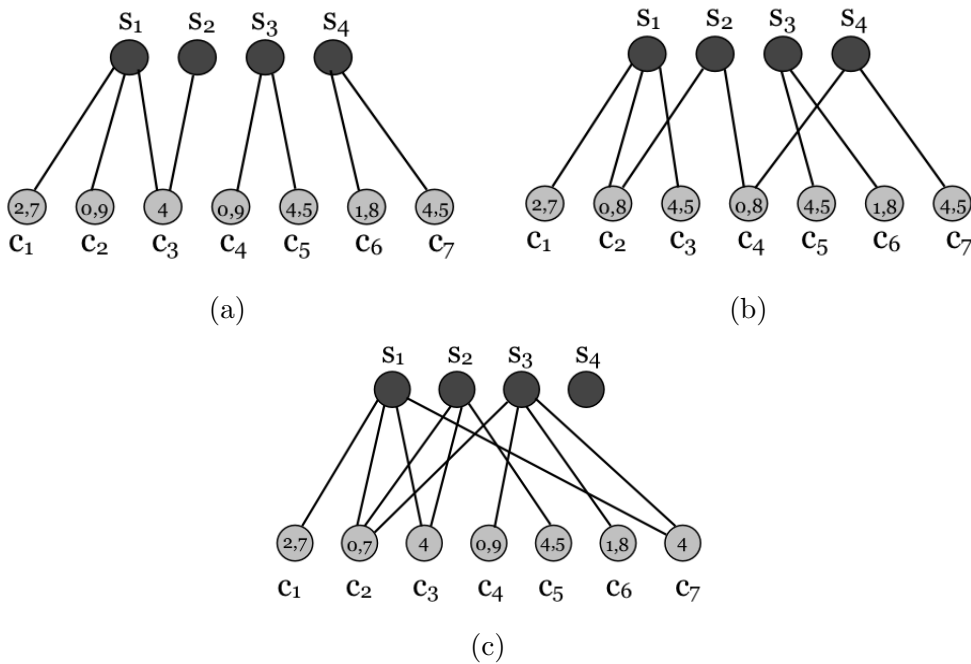 s₁ s₂ s₃ s₄
2,7 0,9 4 0,9 4,5 1,8 4,5
c₁ c₂ c₃ c₄ c₅ c₆ c₇
(a)
s₁ s₂ s₃ s₄
2,7 0,8 4,5 0,8 4,5 1,8 4,5
c₁ c₂ c₃ c₄ c₅ c₆ c₇
(b)
s₁ s₂ s₃ s₄
2,7 0,7 4 0,9 4,5 1,8 4
c₁ c₂ c₃ c₄ c₅ c₆ c₇
(c)